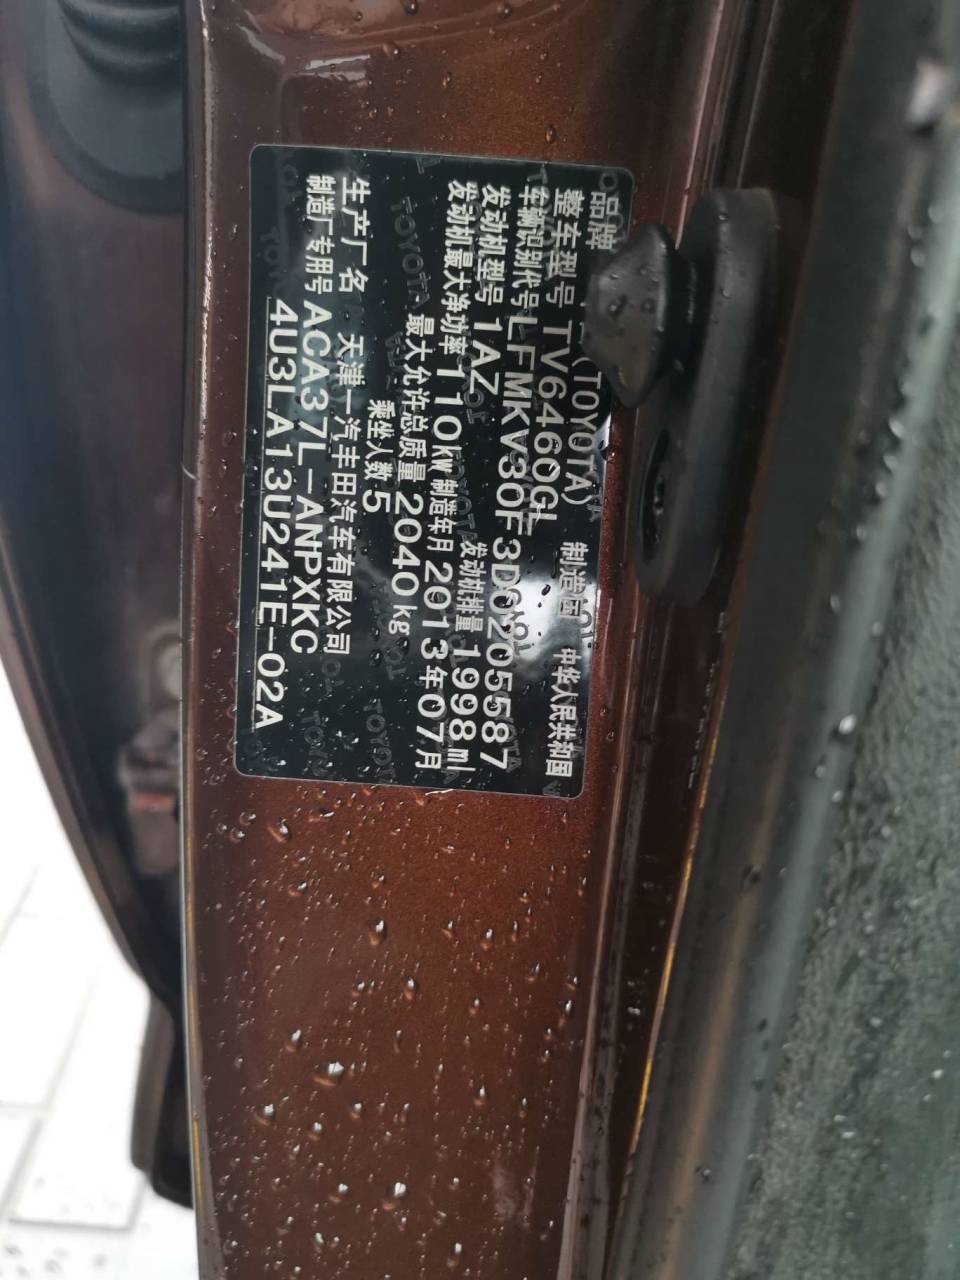 品牌 (TOYOTA) 制造国 中华人民共和国
整车型号 TV6460GL
车辆识别代号 LFMKV30F3D0205587
发动机型号 1AZ 发动机排量 1998ml
发动机最大净功率 110kW 制造年月 2013年07月
最大允许总质量 2040kg
乘坐人数 5
生产厂名 天津一汽丰田汽车有限公司
制造厂专用号 ACA37L-ANPXKC
4U3LA13U241E-02A